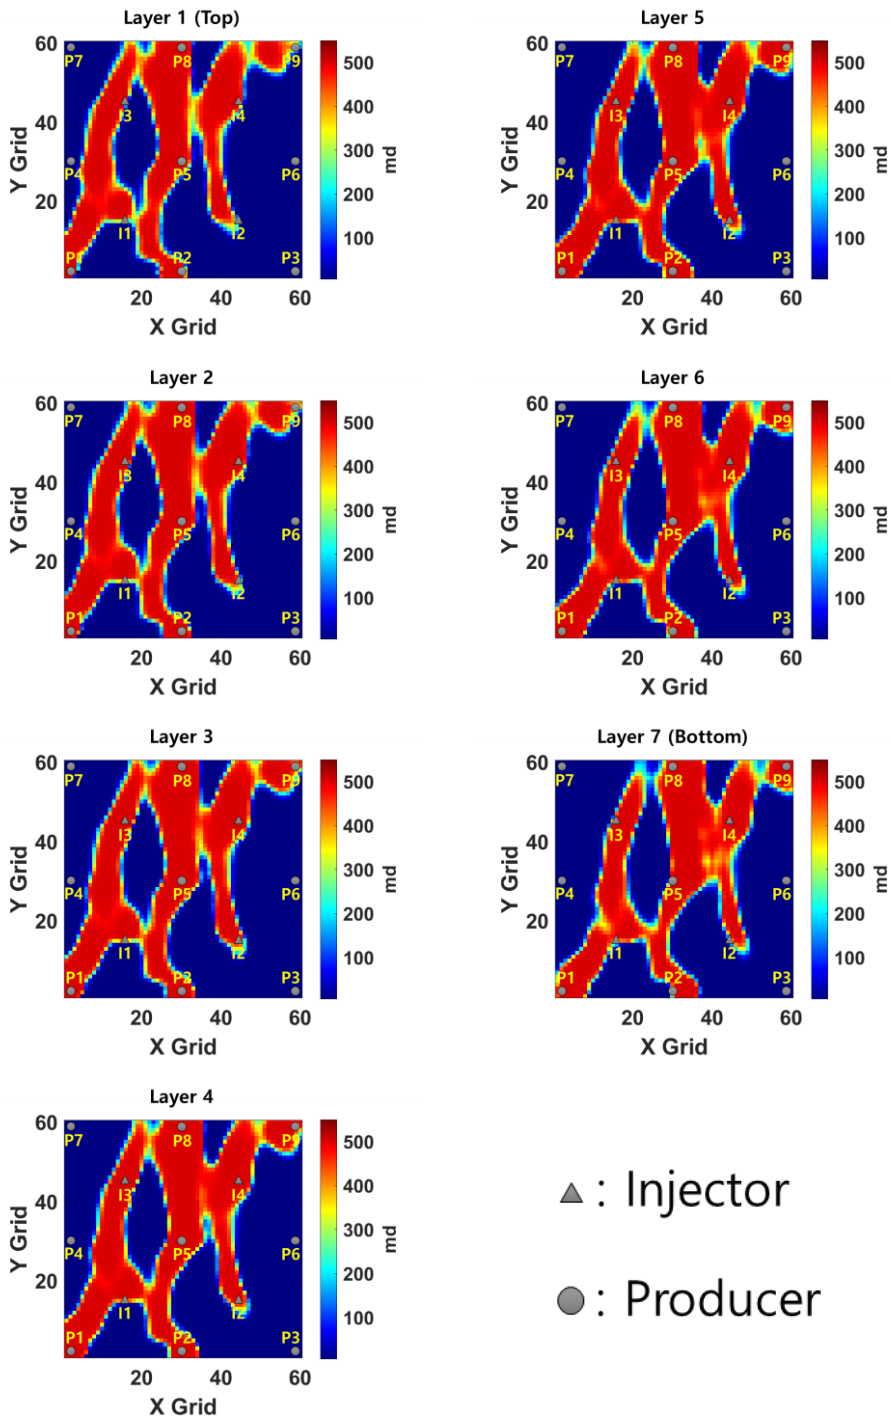 Layer 1 (Top)
60
40
20
Y Grid
20 40 60
X Grid
500
400
300
200
100
md
P7 P8 P9
I3 I4
P4 P5 P6
I1 I2
P1 P2 P3
Layer 5
60
40
20
Y Grid
20 40 60
X Grid
500
400
300
200
100
md
P7 P8 P9
I3 I4
P4 P5 P6
I1 I2
P1 P2 P3
Layer 2
60
40
20
Y Grid
20 40 60
X Grid
500
400
300
200
100
md
P7 P8 P9
I3 I4
P4 P5 P6
I1 I2
P1 P2 P3
Layer 6
60
40
20
Y Grid
20 40 60
X Grid
500
400
300
200
100
md
P7 P8 P9
I3 I4
P4 P5 P6
I1 I2
P1 P2 P3
Layer 3
60
40
20
Y Grid
20 40 60
X Grid
500
400
300
200
100
md
P7 P8 P9
I3 I4
P4 P5 P6
I1 I2
P1 P2 P3
Layer 7 (Bottom)
60
40
20
Y Grid
20 40 60
X Grid
500
400
300
200
100
md
P7 P8 P9
I3 I4
P4 P5 P6
I1 I2
P1 P2 P3
Layer 4
60
40
20
Y Grid
20 40 60
X Grid
500
400
300
200
100
md
P7 P8 P9
I3 I4
P4 P5 P6
I1 I2
P1 P2 P3
: Injector
: Producer